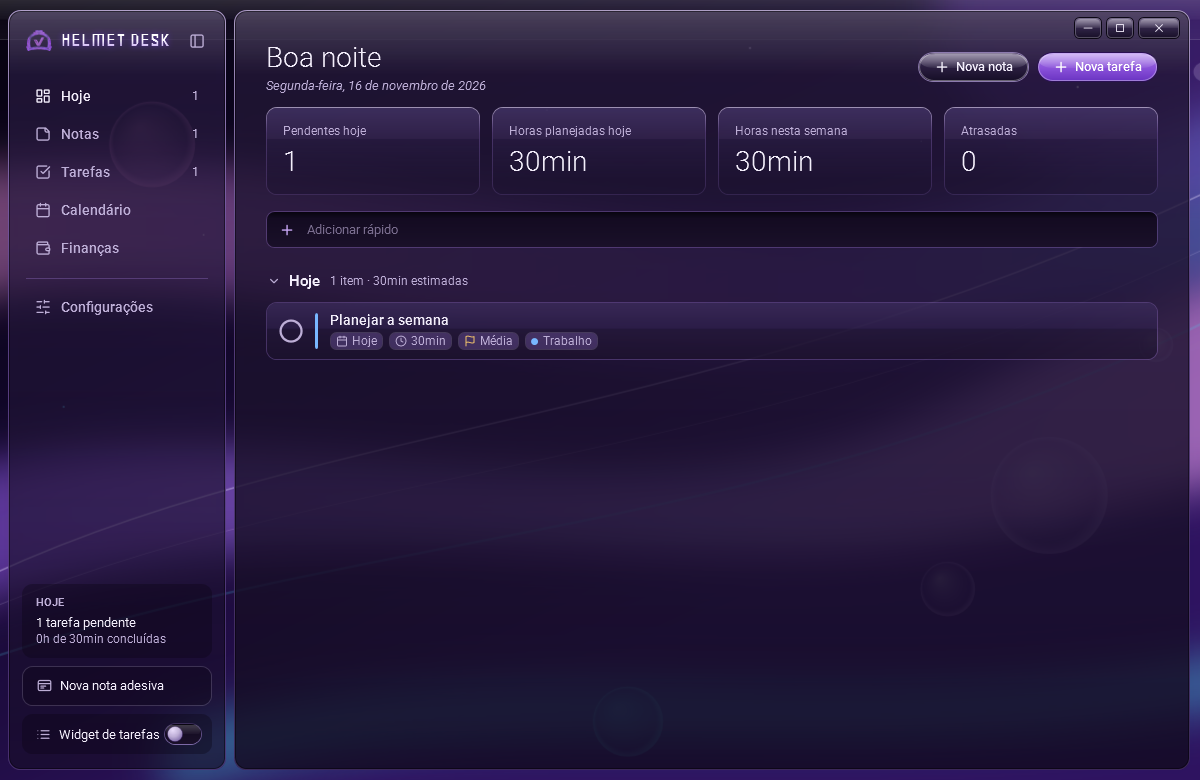 HELMET DESK
Hoje 1
Notas 1
Tarefas 1
Calendário
Finanças
Configurações
HOJE
1 tarefa pendente
0h de 30min concluídas
Nova nota adesiva
Widget de tarefas
Boa noite
Segunda-feira, 16 de novembro de 2026
Nova nota
Nova tarefa
Pendentes hoje
1
Horas planejadas hoje
30min
Horas nesta semana
30min
Atrasadas
0
Adicionar rápido
Hoje 1 item · 30min estimadas
Planejar a semana
Hoje 30min Média Trabalho